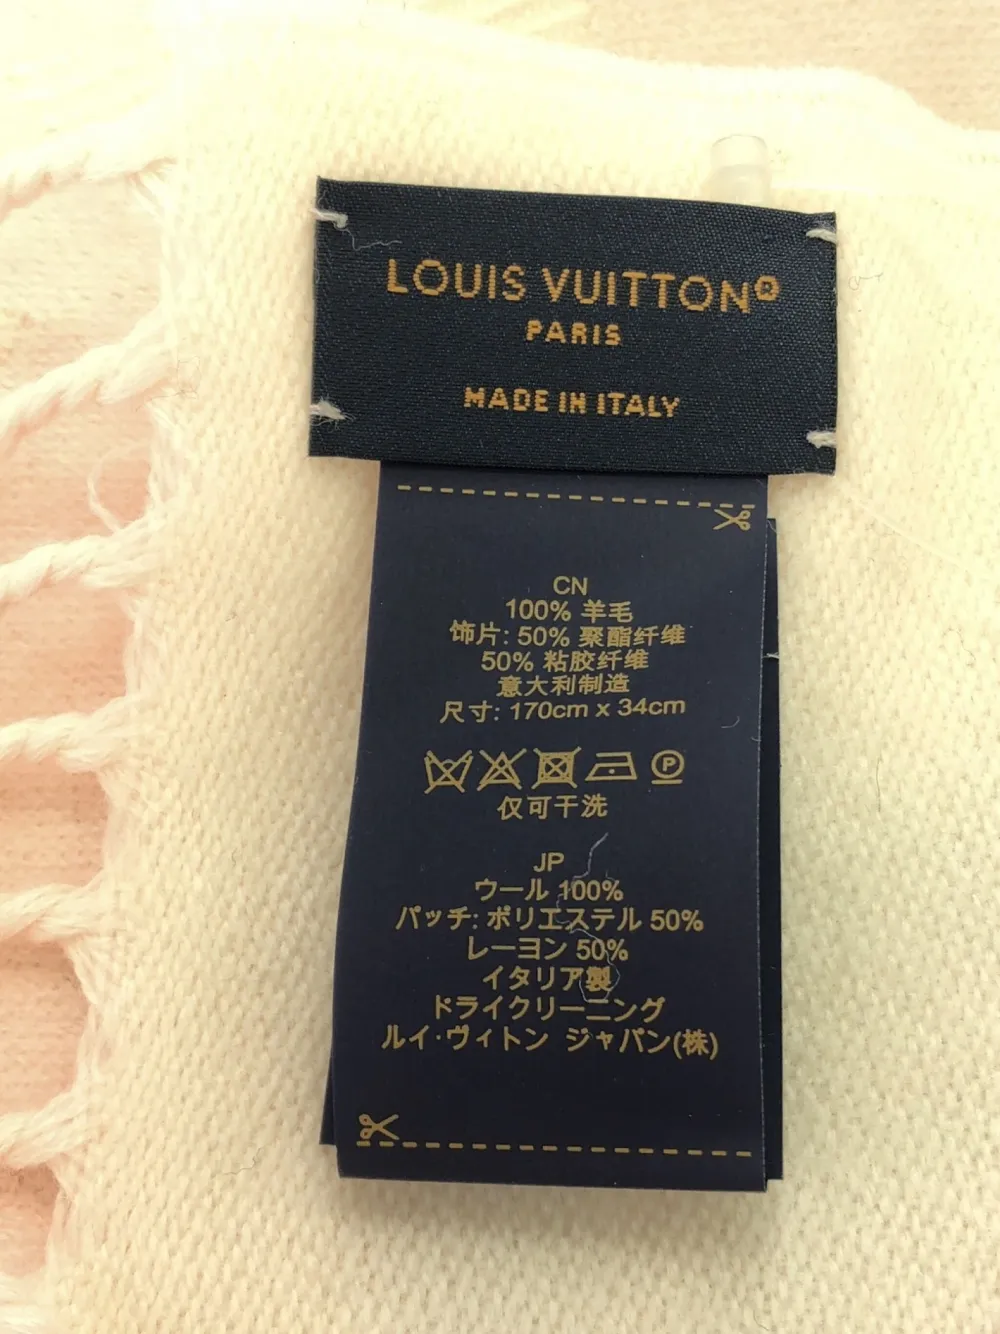 LOUIS VUITTON®
PARIS
MADE IN ITALY
CN
100% 羊毛
饰片: 50% 聚酯纤维
50% 粘胶纤维
意大利制造
尺寸: 170cm x 34cm
P
仅可干洗
JP
ウール 100%
パッチ: ポリエステル 50%
レーヨン 50%
イタリア製
ドライクリーニング
ルイ·ヴィトン ジャパン(株)